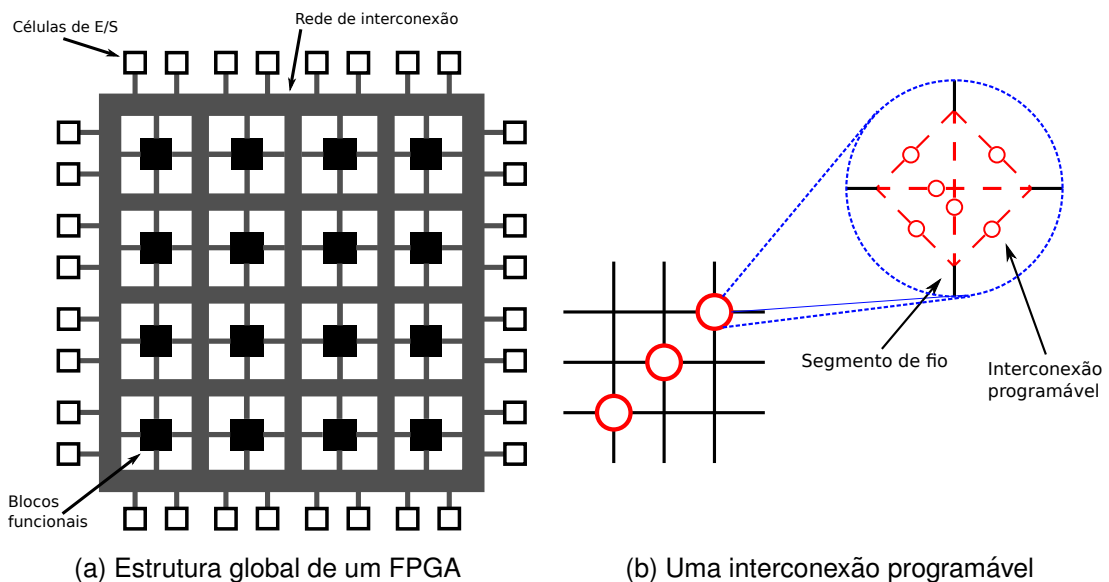 Células de E/S
Rede de interconexão
Blocos
funcionais
Segmento de fio
Interconexão
programável
(a) Estrutura global de um FPGA
(b) Uma interconexão programável